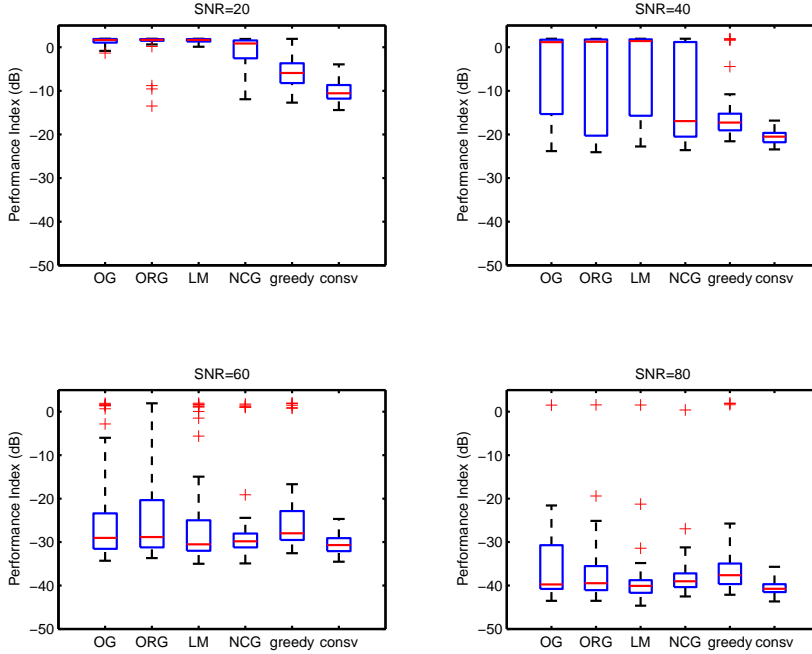 SNR=20
Performance Index (dB)
0
−10
−20
−30
−40
−50
OG ORG LM NCG greedy consv
SNR=40
Performance Index (dB)
0
−10
−20
−30
−40
−50
OG ORG LM NCG greedy consv
SNR=60
Performance Index (dB)
0
−10
−20
−30
−40
−50
OG ORG LM NCG greedy consv
SNR=80
Performance Index (dB)
0
−10
−20
−30
−40
−50
OG ORG LM NCG greedy consv